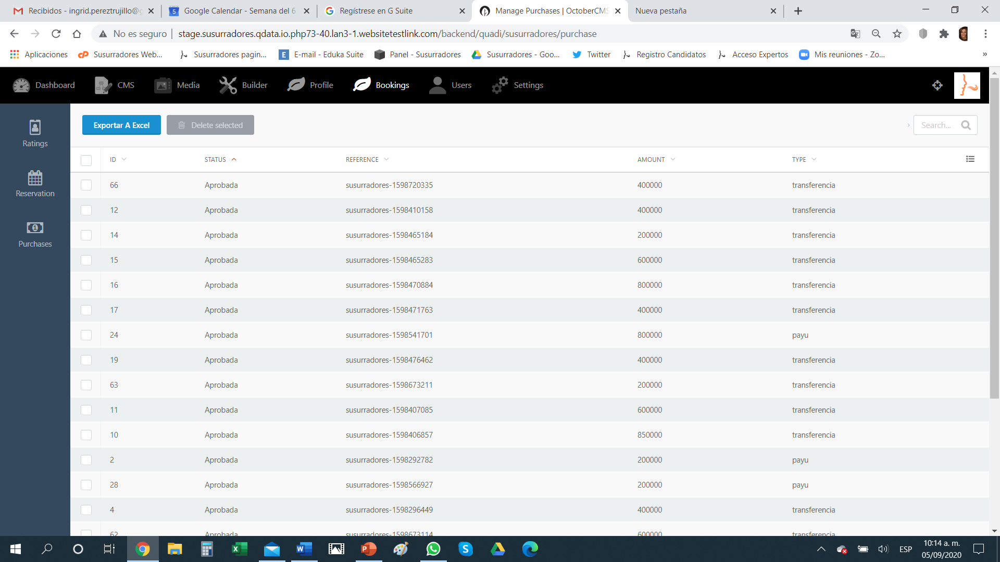 Recibidos - ingrid.pereztrujillo@g
Google Calendar - Semana del 6
Regístrese en G Suite
Manage Purchases | OctoberCMS
Nueva pestaña
No es seguro | stage.susurradores.qdata.io.php73-40.lan3-1.websitetestlink.com/backend/quadi/susurradores/purchase
Aplicaciones
Susurradores Web...
Susurradores pagin...
E-mail - Eduka Suite
Panel - Susurradores
Susurradores - Goo...
Twitter
Registro Candidatos
Acceso Expertos
Mis reuniones - Zo...
»
Dashboard
CMS
Media
Builder
Profile
Bookings
Users
Settings
Ratings
Reservation
Purchases
Exportar A Excel
Delete selected
Search...
ID STATUS REFERENCE AMOUNT TYPE
66 Aprobada susurradores-1598720335 400000 transferencia
12 Aprobada susurradores-1598410158 400000 transferencia
14 Aprobada susurradores-1598465184 200000 transferencia
15 Aprobada susurradores-1598465283 600000 transferencia
16 Aprobada susurradores-1598470884 800000 transferencia
17 Aprobada susurradores-1598471763 400000 transferencia
24 Aprobada susurradores-1598541701 800000 payu
19 Aprobada susurradores-1598476462 400000 transferencia
63 Aprobada susurradores-1598673211 200000 transferencia
11 Aprobada susurradores-1598407085 600000 transferencia
10 Aprobada susurradores-1598406857 850000 transferencia
2 Aprobada susurradores-1598292782 200000 payu
28 Aprobada susurradores-1598566927 200000 payu
4 Aprobada susurradores-1598296449 400000 transferencia
62 Aprobada susurradores-1598673114 600000 transferencia
ESP
10:14 a. m.
05/09/2020